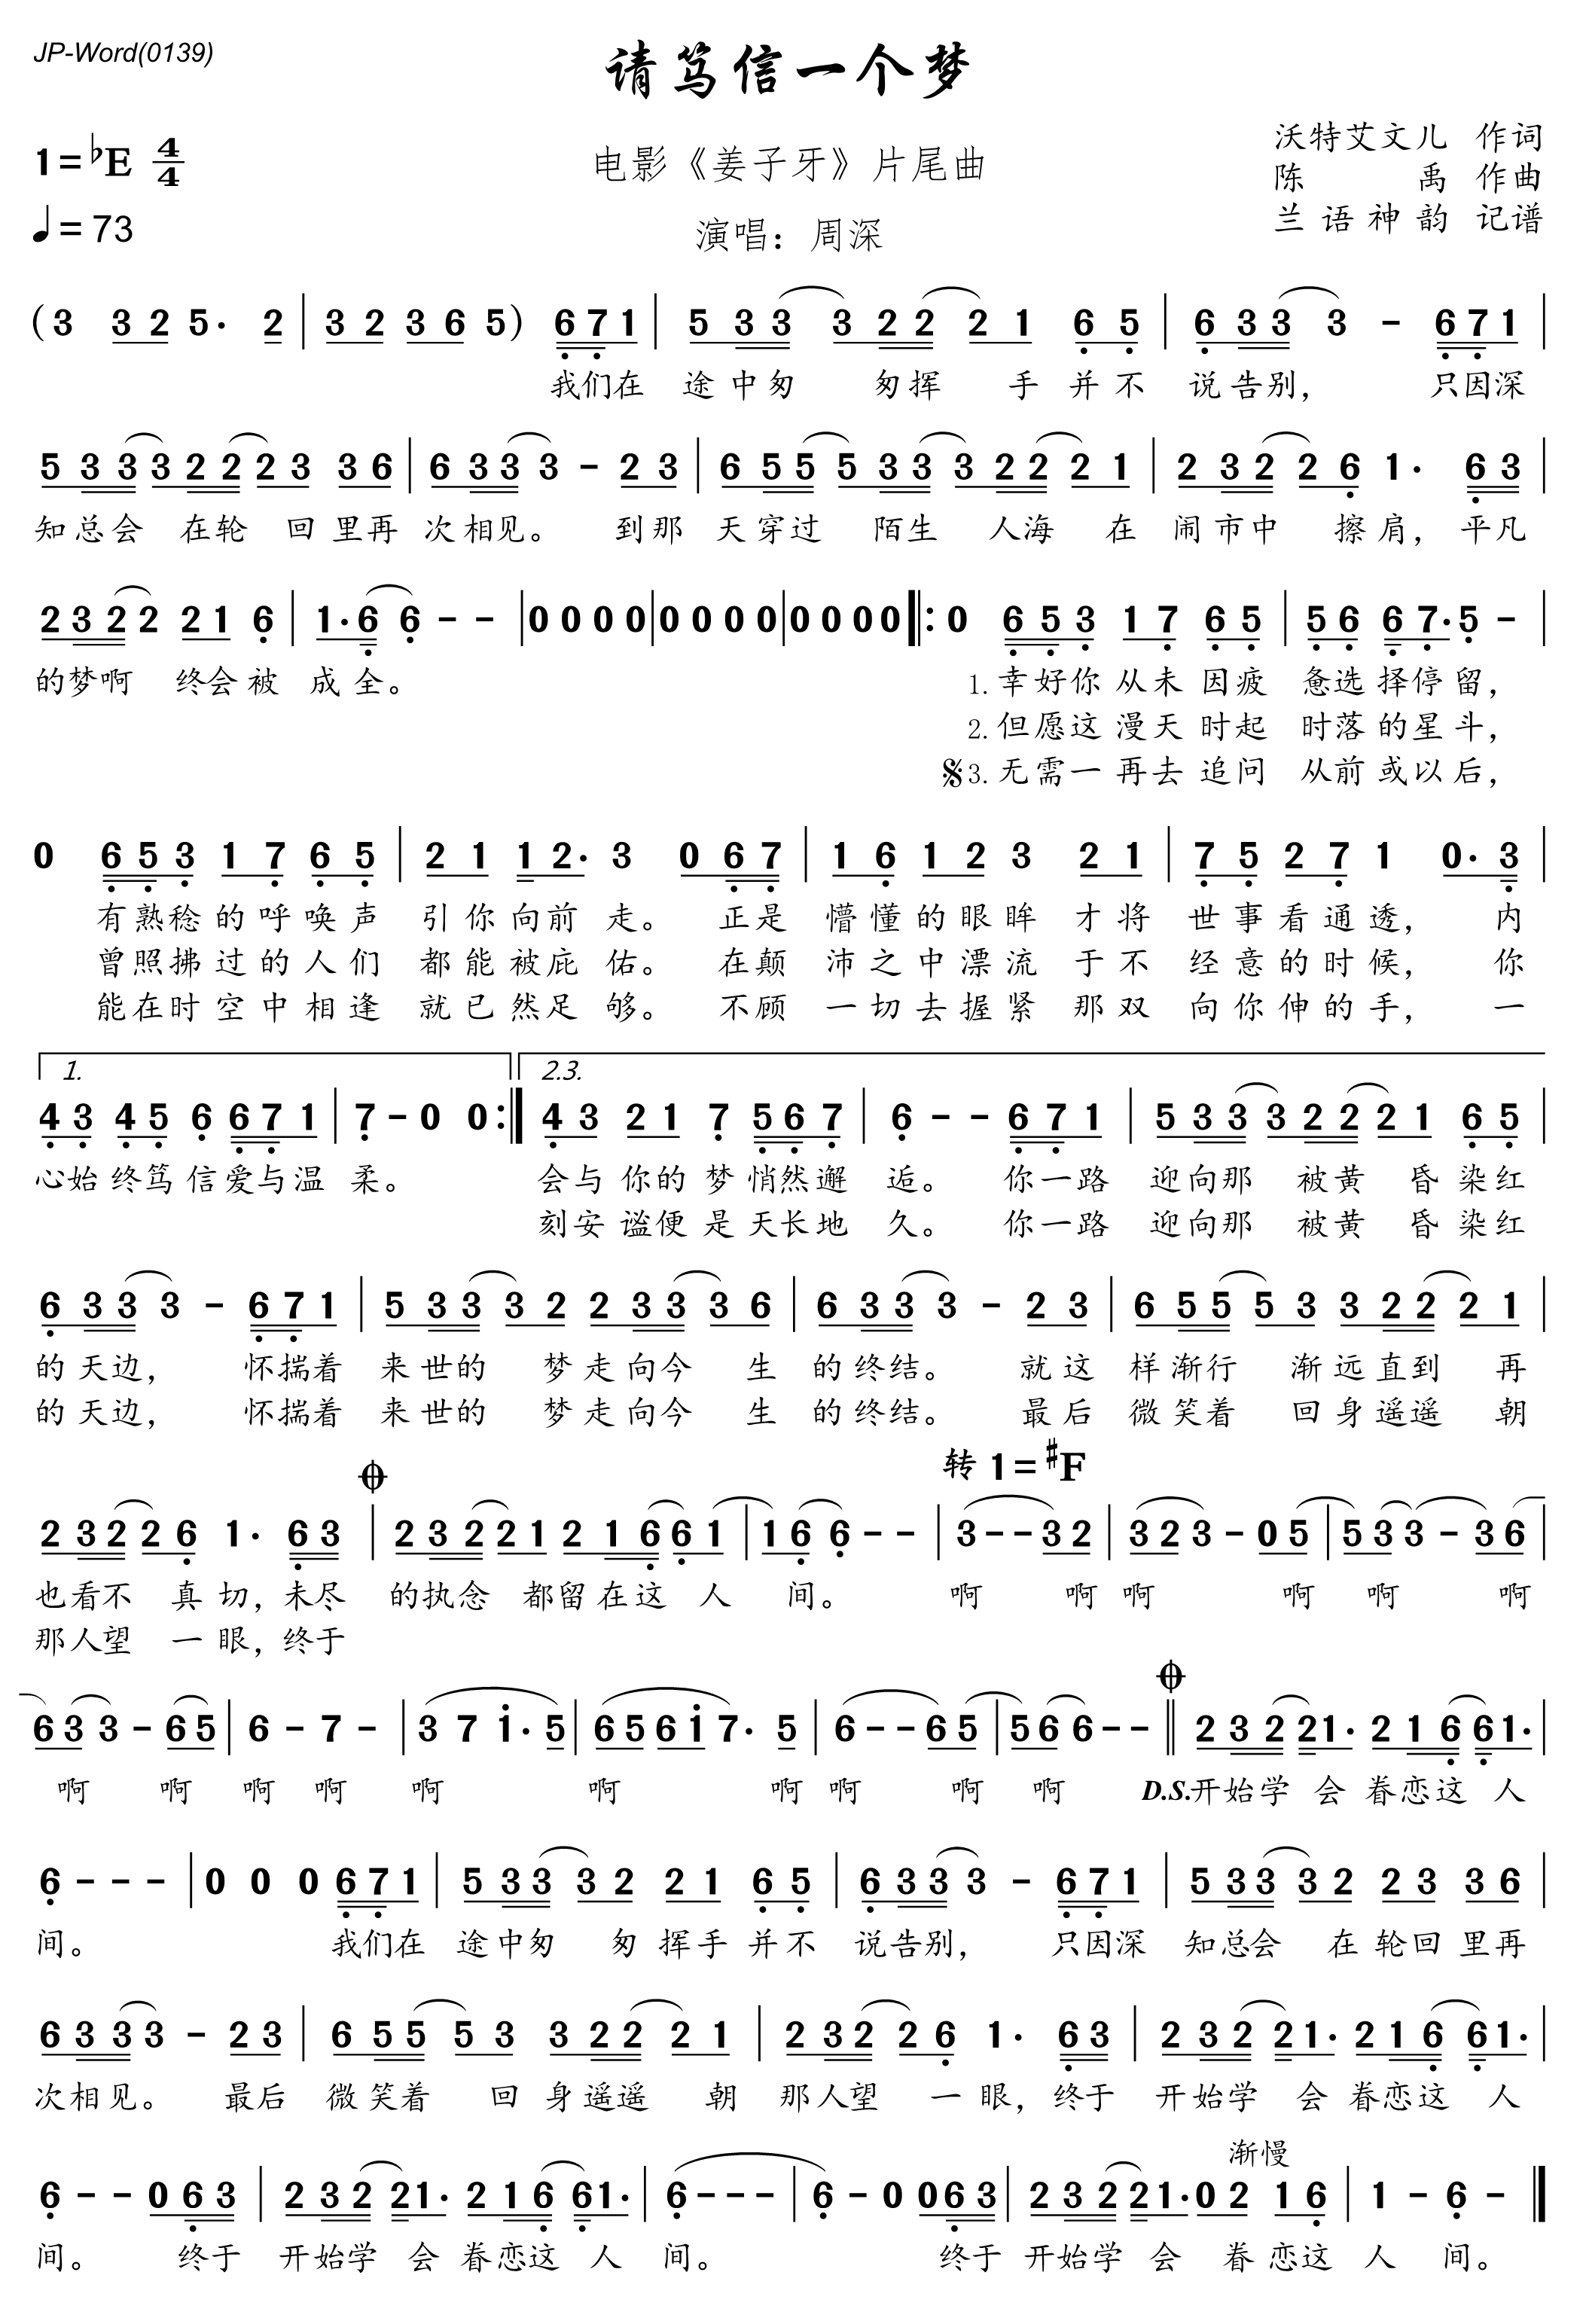 JP-Word(0139)
请笃信一个梦
1=♭E 4/4
电影《姜子牙》片尾曲
沃特艾文儿 作词
陈 禹 作曲
♩=73
演唱：周深
兰语神韵 记谱
(3 3 2 5· 2 | 3 2 3 6 5) 6 7 1 | 5 3 3 3 2 2 2 1 6 5 | 6 3 3 3 - 6 7 1 |
我们在 途中匆 匆挥 手 并不 说告别， 只因深
5 3 3 3 2 2 2 3 3 6 | 6 3 3 3 - 2 3 | 6 5 5 5 3 3 3 2 2 2 1 | 2 3 2 2 6 1· 6 3 |
知总会 在轮 回里再 次相见。 到那 天穿过 陌生 人海 在 闹市中 擦肩，平凡
2 3 2 2 2 1 6 | 1· 6 6 - - | 0 0 0 0 | 0 0 0 0 | 0 0 0 0 |: 0 6 5 3 1 7 6 5 | 5 6 6 7· 5 - |
的梦啊 终会被 成全。 1. 幸好你 从未 因疲 惫选择停留，
2. 但愿这漫天时起 时落的星斗，
𝄋3. 无需一再去追问 从前或以后，
0 6 5 3 1 7 6 5 | 2 1 1 2· 3 0 6 7 | 1 6 1 2 3 2 1 | 7 5 2 7 1 0· 3 |
有熟稔的呼唤声 引你向前 走。 正是 懵懂的眼眸 才将 世事看通透， 内
曾照拂过的人们 都能被庇 佑。 在颠 沛之中漂流 于不 经意的时候， 你
能在时空中相逢 就已然足 够。 不顾 一切去握紧 那双 向你伸的手， 一
1. 2.3.
4 3 4 5 6 6 7 1 | 7 - 0 0 :| 4 3 2 1 7 5 6 7 | 6 - - 6 7 1 | 5 3 3 3 2 2 2 1 6 5 |
心始终笃信爱与温 柔。 会与你的梦悄然邂 逅。 你一路 迎向那 被黄 昏 染红
刻安谧便是天长地 久。 你一路 迎向那 被黄 昏 染红
6 3 3 3 - 6 7 1 | 5 3 3 3 2 2 3 3 3 6 | 6 3 3 3 - 2 3 | 6 5 5 5 3 3 2 2 2 1 |
的天边， 怀揣着 来世的 梦走向今 生 的终结。 就这 样渐行 渐远直到 再
的天边， 怀揣着 来世的 梦走向今 生 的终结。 最后 微笑着 回身遥遥 朝
转 1=♯F
2 3 2 2 6 1· 6 3 | 2 3 2 2 1 2 1 6 6 1 | 1 6 6 - - | 3 - - 3 2 | 3 2 3 - 0 5 | 5 3 3 - 3 6 |
也看不 真 切，未尽 的执念 都留在这 人 间。 啊 啊 啊 啊 啊 啊
那人望 一 眼，终于
6 3 3 - 6 5 | 6 - 7 - | 3 7 1· 5 | 6 5 6 1 7· 5 | 6 - - 6 5 | 5 6 6 - - || 2 3 2 2 1· 2 1 6 6 1· |
啊 啊 啊 啊 啊 啊 啊 啊 啊 啊 D.S.开始学 会 眷恋这 人
6 - - - | 0 0 0 6 7 1 | 5 3 3 3 2 2 1 6 5 | 6 3 3 3 - 6 7 1 | 5 3 3 3 2 2 3 3 6 |
间。 我们在 途中匆 匆挥手并不 说告别， 只因深 知总会 在轮回里再
6 3 3 3 - 2 3 | 6 5 5 5 3 3 2 2 2 1 | 2 3 2 2 6 1· 6 3 | 2 3 2 2 1· 2 1 6 6 1· |
次相见。 最后 微笑着 回身遥遥 朝 那人望 一 眼，终于 开始学 会 眷恋这 人
渐慢
6 - - 0 6 3 | 2 3 2 2 1· 2 1 6 6 1· | 6 - - - | 6 - 0 0 6 3 | 2 3 2 2 1· 0 2 1 6 | 1 - 6 - ‖
间。 终于 开始学 会 眷恋这 人 间。 终于 开始学 会 眷恋这 人 间。